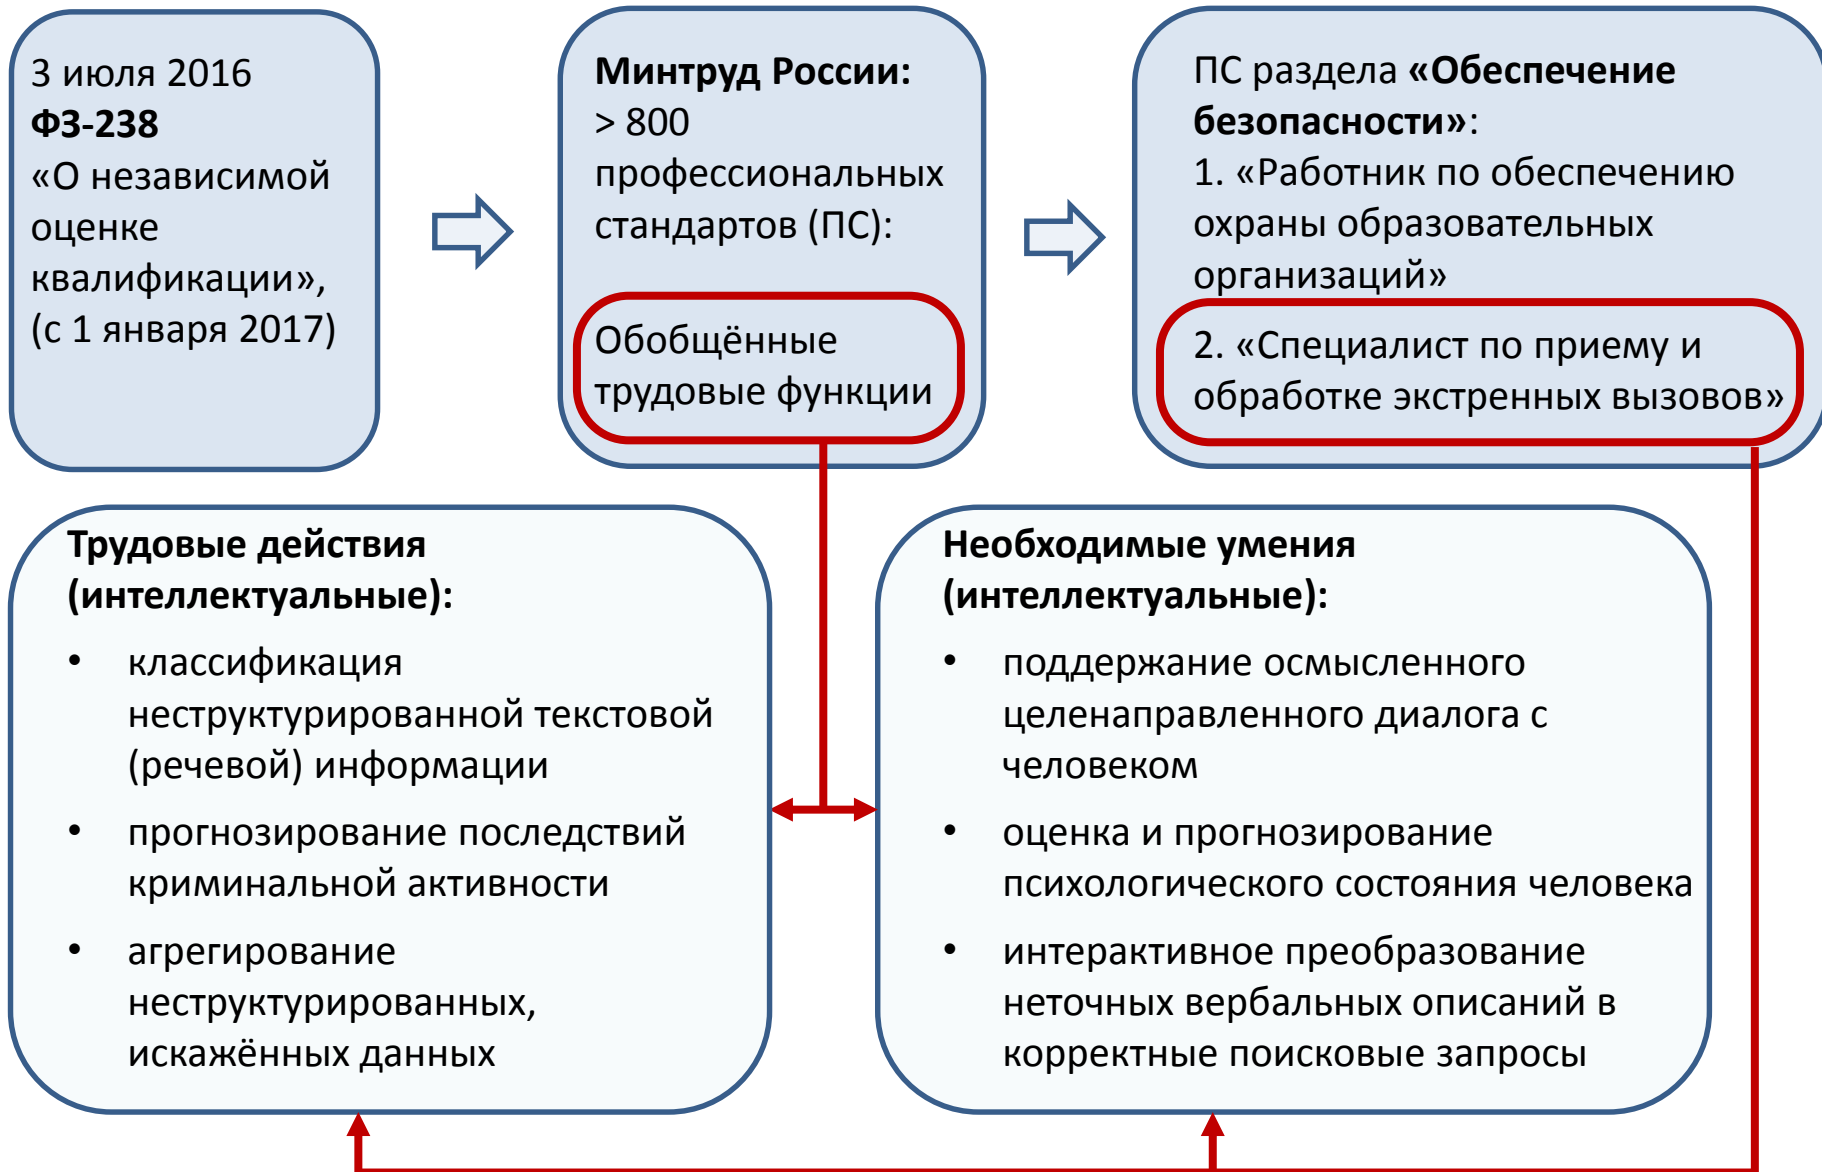 3 июля 2016
ФЗ-238
«О независимой
оценке
квалификации»,
(с 1 января 2017)
Минтруд России:
> 800
профессиональных
стандартов (ПС):
Обобщённые
трудовые функции
ПС раздела «Обеспечение
безопасности»:
1. «Работник по обеспечению
охраны образовательных
организаций»
2. «Специалист по приему и
обработке экстренных вызовов»
Трудовые действия
(интеллектуальные):
• классификация
неструктурированной текстовой
(речевой) информации
• прогнозирование последствий
криминальной активности
• агрегирование
неструктурированных,
искажённых данных
Необходимые умения
(интеллектуальные):
• поддержание осмысленного
целенаправленного диалога с
человеком
• оценка и прогнозирование
психологического состояния человека
• интерактивное преобразование
неточных вербальных описаний в
корректные поисковые запросы